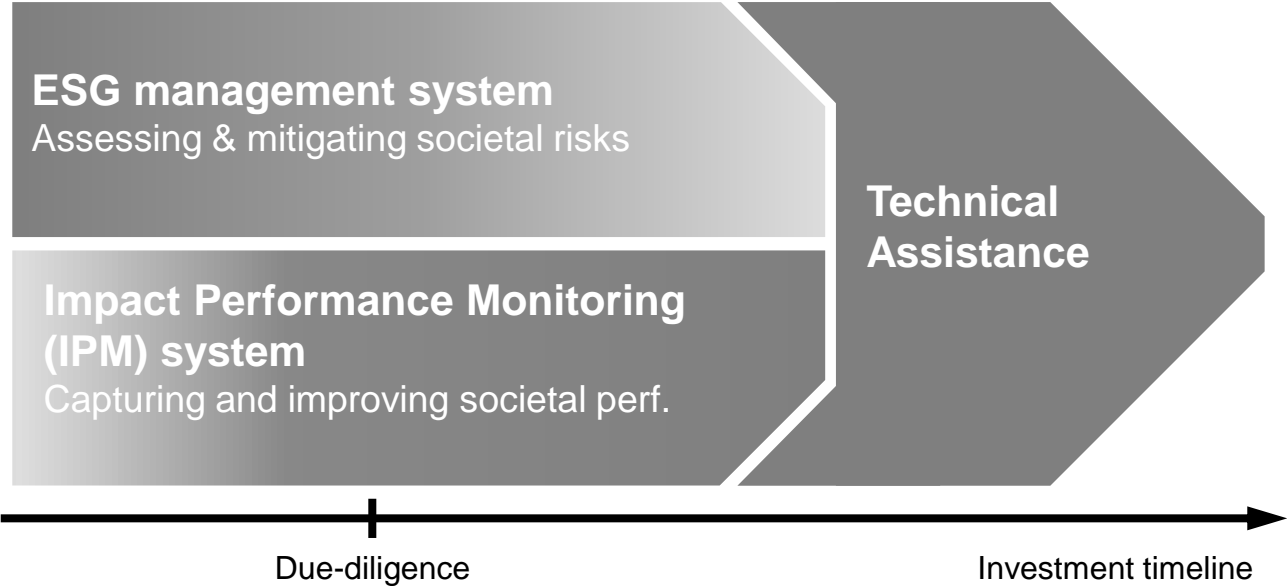 ESG management system
Assessing & mitigating societal risks
Technical
Assistance
Impact Performance Monitoring
(IPM) system
Capturing and improving societal perf.
Due-diligence
Investment timeline